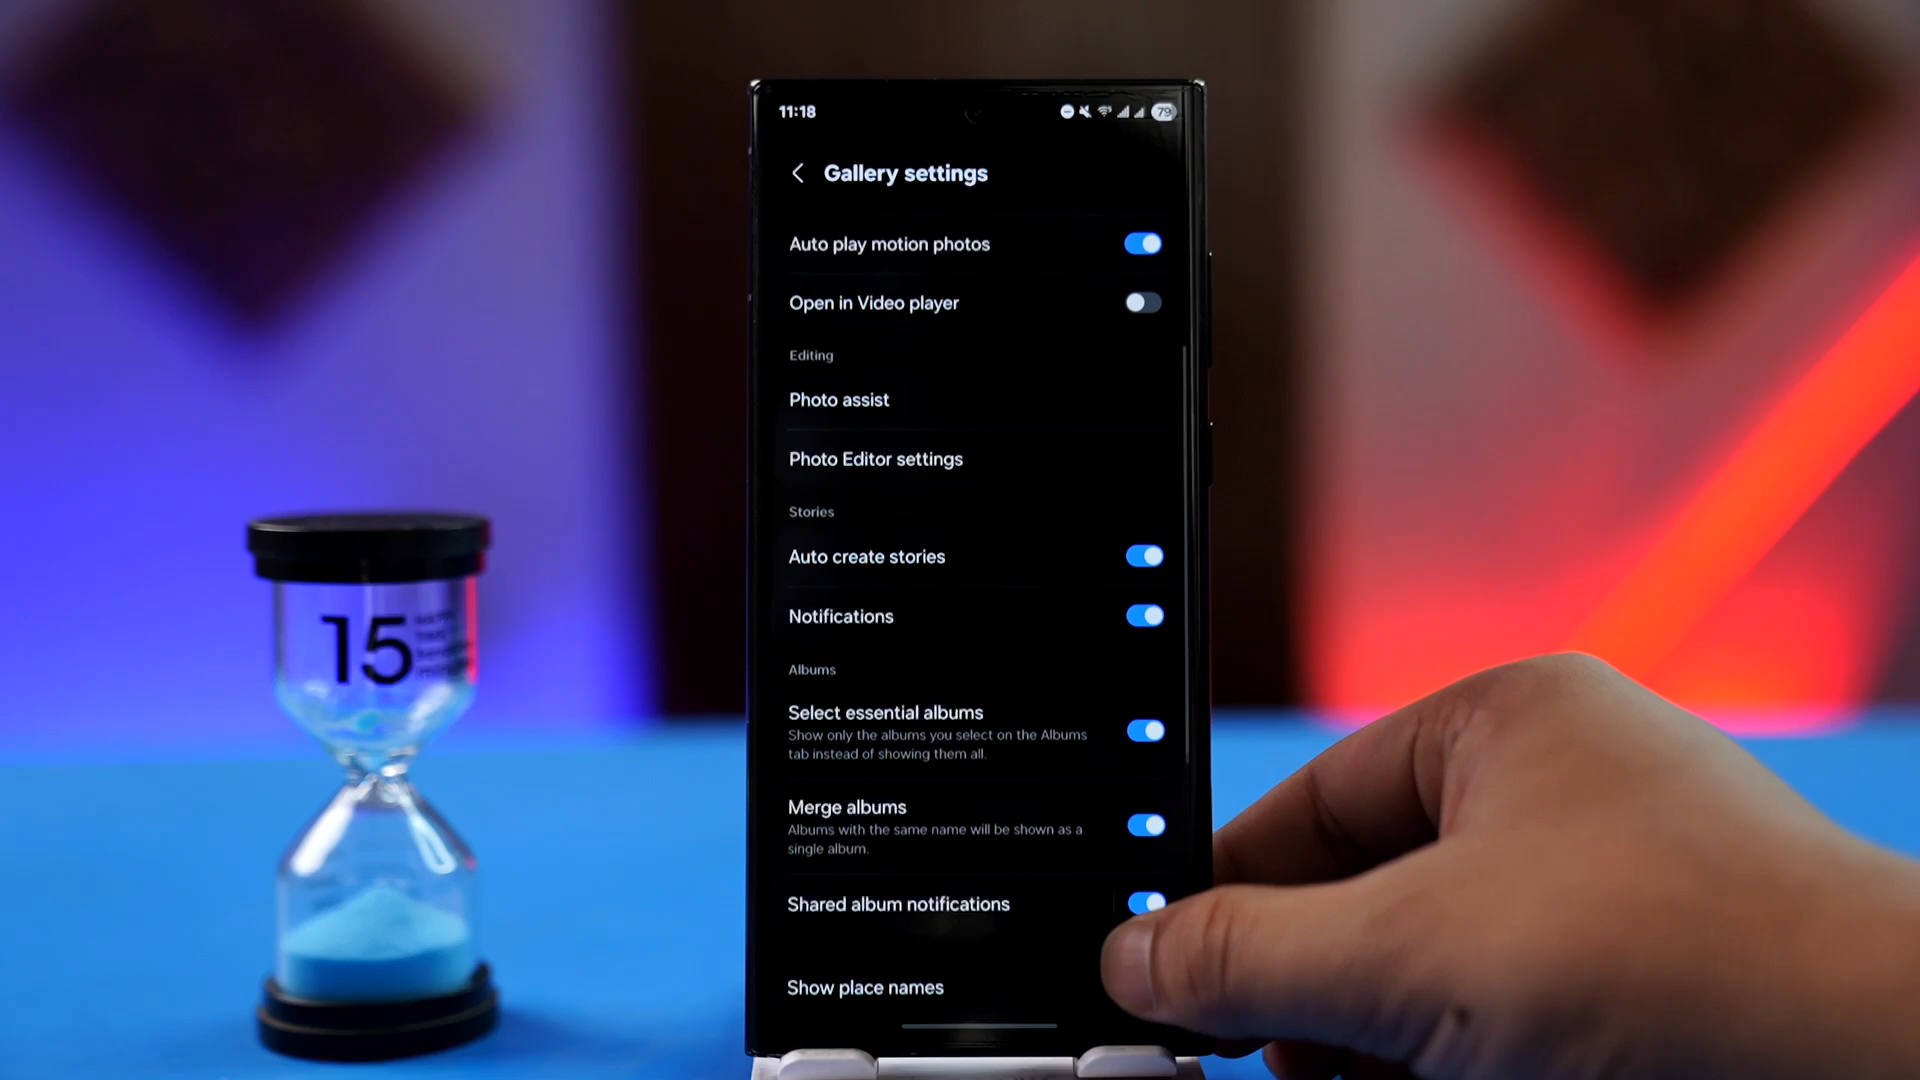 11:18
79
Gallery settings
Auto play motion photos
Open in Video player
Editing
Photo assist
Photo Editor settings
Stories
Auto create stories
Notifications
Albums
Select essential albums
Show only the albums you select on the Albums
tab instead of showing them all.
Merge albums
Albums with the same name will be shown as a
single album.
Shared album notifications
Show place names
15